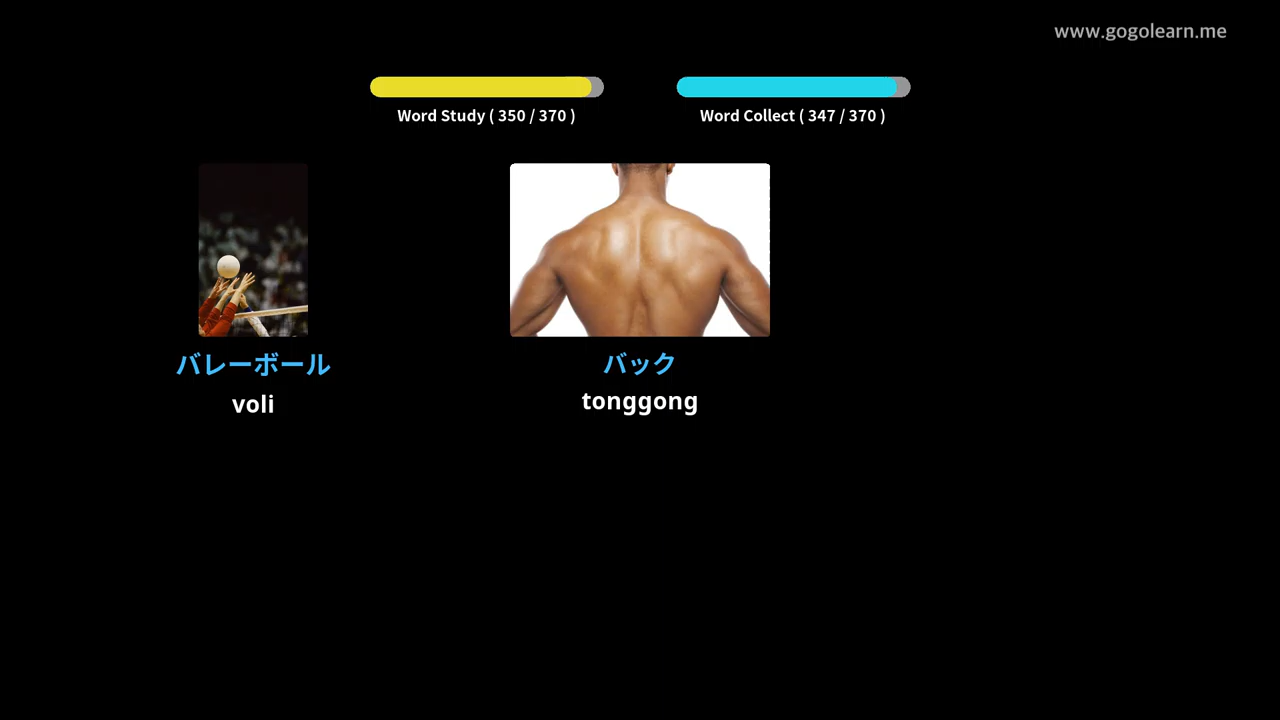 www.gogolearn.me
Word Study ( 350 / 370 )
Word Collect ( 347 / 370 )
バレーボール
voli
バック
tonggong